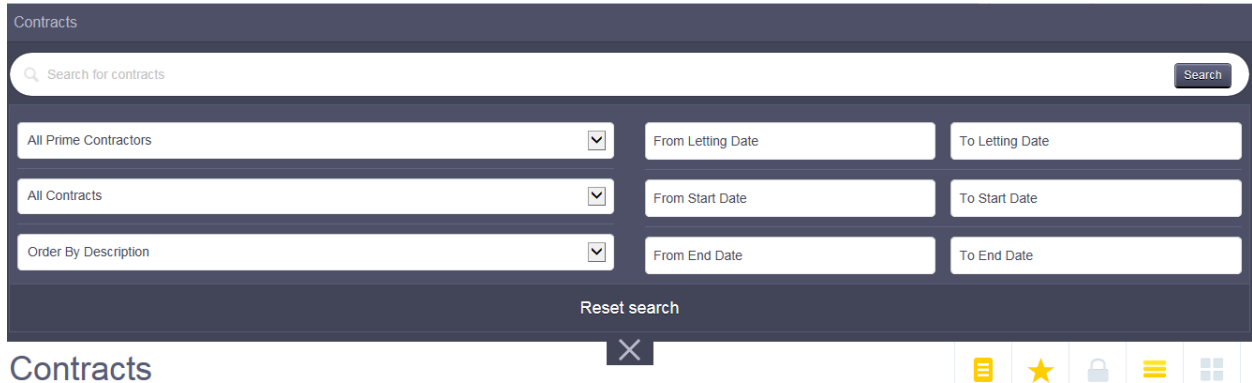 Contracts
Search for contracts
Search
All Prime Contractors
From Letting Date
To Letting Date
All Contracts
From Start Date
To Start Date
Order By Description
From End Date
To End Date
Reset search
Contracts